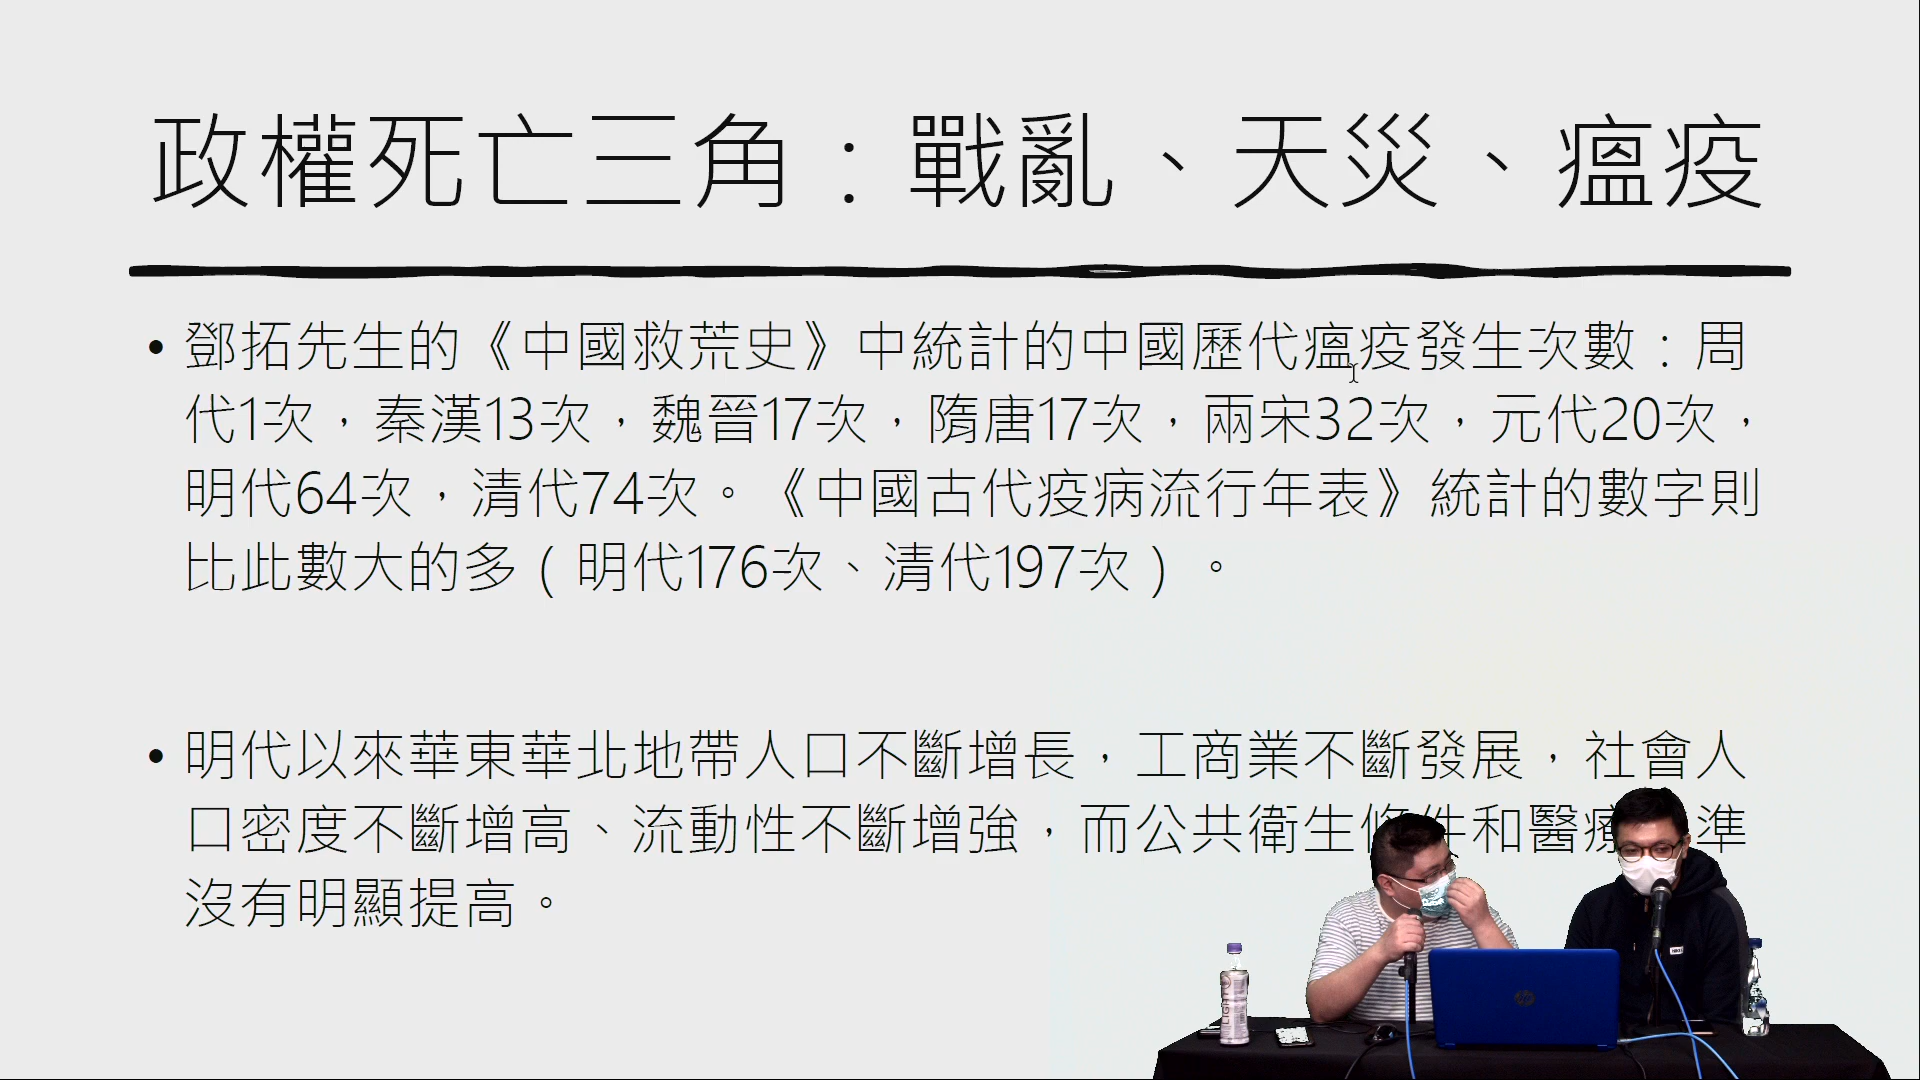 政權死亡三角：戰亂、天災、瘟疫
• 鄧拓先生的《中國救荒史》中統計的中國歷代瘟疫發生次數：周
代1次，秦漢13次，魏晉17次，隋唐17次，兩宋32次，元代20次，
明代64次，清代74次。《中國古代疫病流行年表》統計的數字則
比此數大的多（明代176次、清代197次）。
• 明代以來華東華北地帶人口不斷增長，工商業不斷發展，社會人
口密度不斷增高、流動性不斷增強，而公共衛生條件和醫療準
沒有明顯提高。
LIGHT
hp